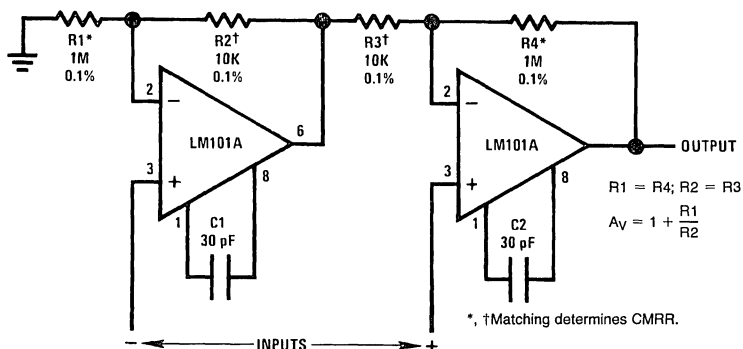 R1*
1M
0.1%
R2†
10K
0.1%
R3†
10K
0.1%
R4*
1M
0.1%
2
−
LM101A
6
3
+
8
1
C1
30 pF
2
−
LM101A
3
+
8
1
C2
30 pF
OUTPUT
R1 = R4; R2 = R3
AV = 1 + R1/R2
*, †Matching determines CMRR.
− INPUTS +